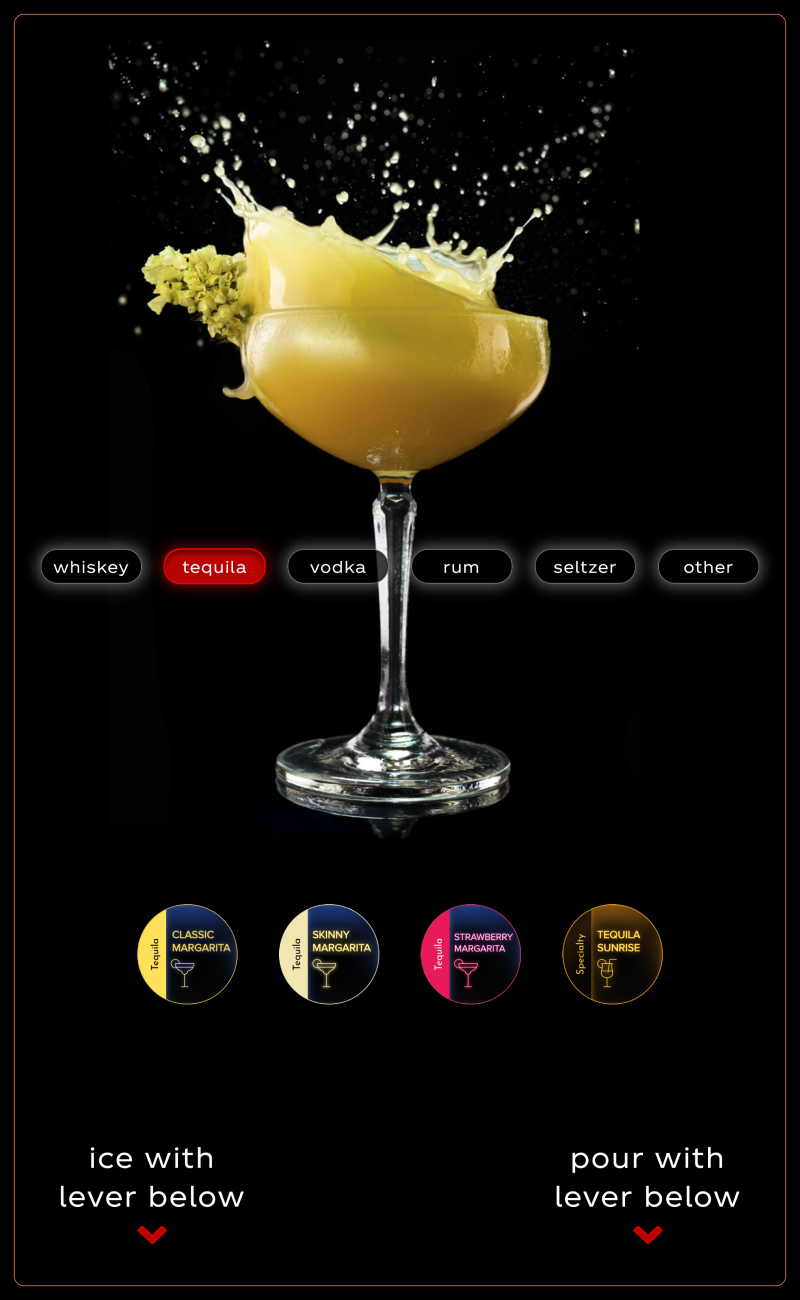 whiskey
tequila
vodka
rum
seltzer
other
Tequila
CLASSIC
MARGARITA
Tequila
SKINNY
MARGARITA
Tequila
STRAWBERRY
MARGARITA
Specialty
TEQUILA
SUNRISE
ice with
lever below
pour with
lever below